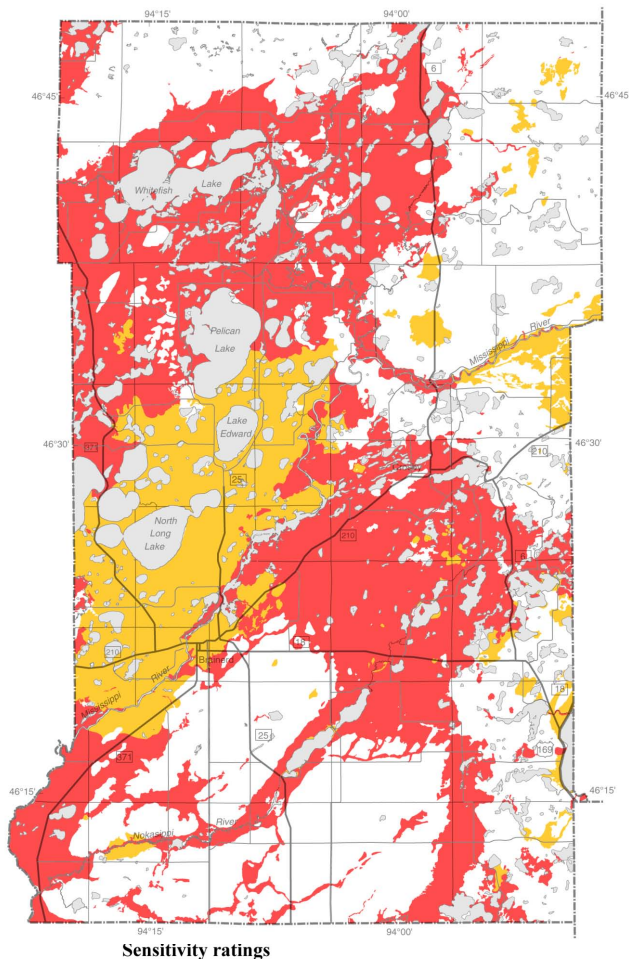 94°15' 94°00'
6
46°45' 46°45'
Whitefish Lake
Pelican
Lake
Mississippi River
Lake
Edward
46°30' 46°30'
371
210
25
North
Long
Lake
210
6
18
210
Brainerd
Mississippi River
18
25
169
371
46°15' 46°15'
Nokasippi River
94°15' 94°00'
Sensitivity ratings